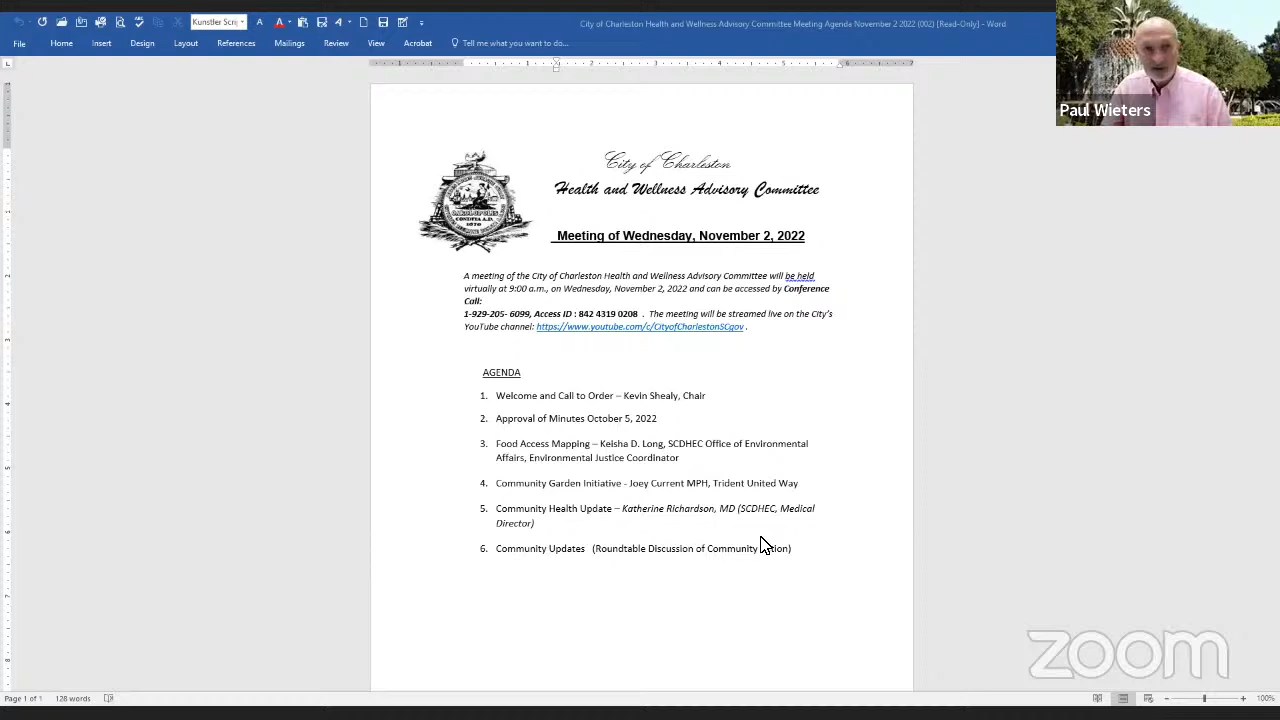 Kunstler Scri
City of Charleston Health and Wellness Advisory Committee Meeting Agenda November 2 2022 (002) [Read-Only] - Word
File Home Insert Design Layout References Mailings Review View Acrobat Tell me what you want to do...
Paul Wieters
City of Charleston
Health and Wellness Advisory Committee
CONDITA A.D.
1670
Meeting of Wednesday, November 2, 2022
A meeting of the City of Charleston Health and Wellness Advisory Committee will be held
virtually at 9:00 a.m., on Wednesday, November 2, 2022 and can be accessed by Conference
Call:
1-929-205- 6099, Access ID : 842 4319 0208 . The meeting will be streamed live on the City's
YouTube channel: https://www.youtube.com/c/CityofCharlestonSCgov .
AGENDA
1. Welcome and Call to Order – Kevin Shealy, Chair
2. Approval of Minutes October 5, 2022
3. Food Access Mapping – Keisha D. Long, SCDHEC Office of Environmental
Affairs, Environmental Justice Coordinator
4. Community Garden Initiative - Joey Current MPH, Trident United Way
5. Community Health Update – Katherine Richardson, MD (SCDHEC, Medical
Director)
6. Community Updates (Roundtable Discussion of Community
zoom
Page 1 of 1 128 words
100%